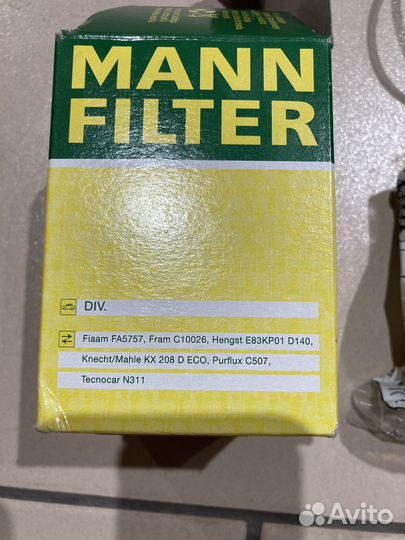 MANN
FILTER
DIV.
Fiaam FA5757, Fram C10026, Hengst E83KP01 D140,
Knecht/Mahle KX 208 D ECO, Purflux C507,
Tecnocar N311
Avito